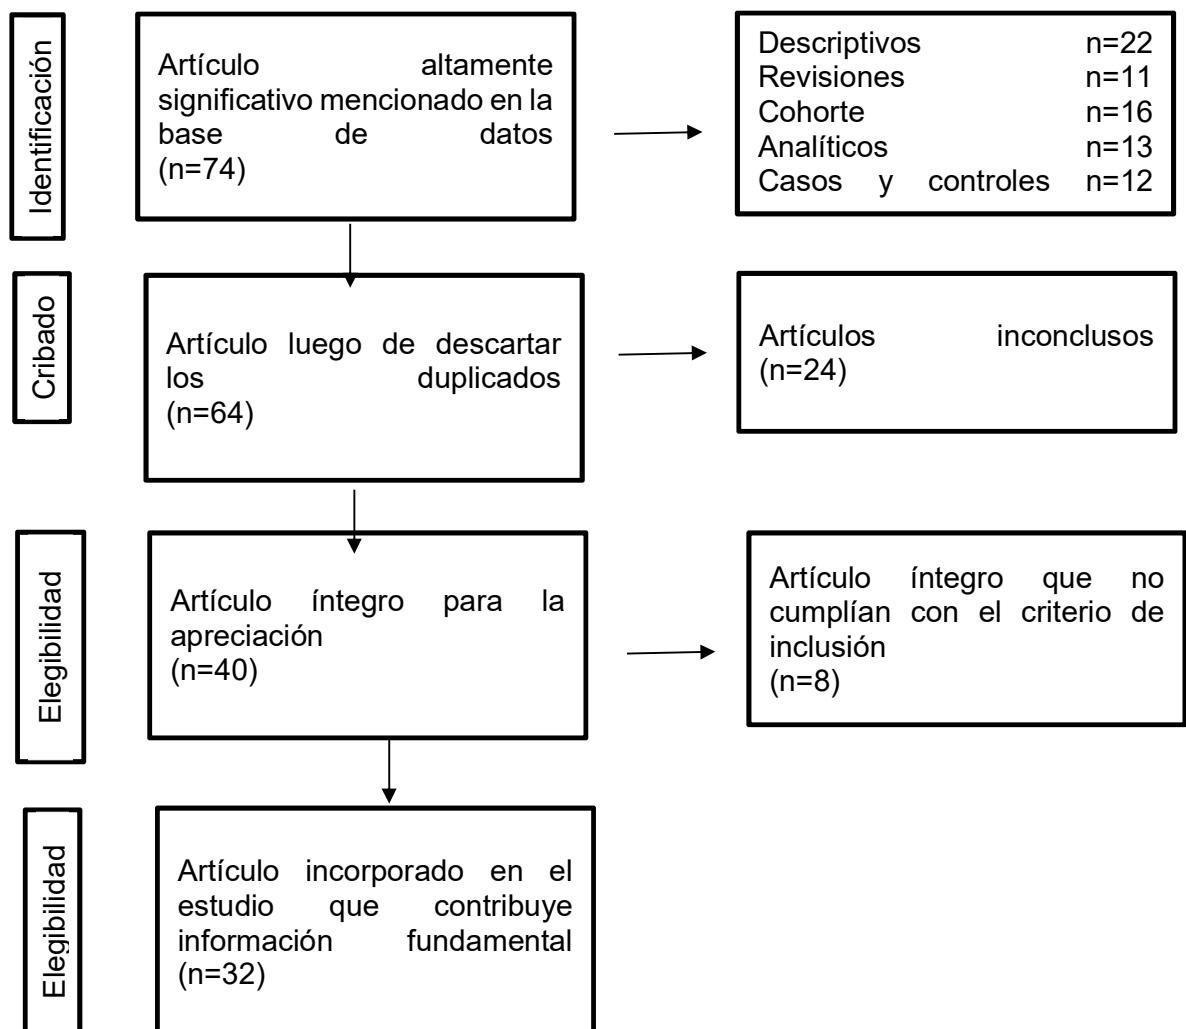 Identificación
Artículo altamente
significativo mencionado en la
base de datos
(n=74)
Descriptivos n=22
Revisiones n=11
Cohorte n=16
Analíticos n=13
Casos y controles n=12
Cribado
Artículo luego de descartar
los duplicados
(n=64)
Artículos inconclusos
(n=24)
Elegibilidad
Artículo íntegro para la
apreciación
(n=40)
Artículo íntegro que no
cumplían con el criterio de
inclusión
(n=8)
Elegibilidad
Artículo incorporado en el
estudio que contribuye
información fundamental
(n=32)